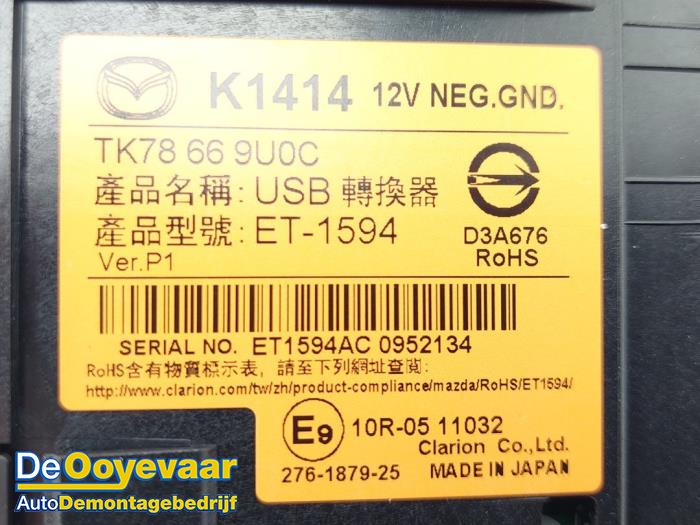 K1414 12V NEG.GND.
TK78 66 9U0C
產品名稱: USB 轉換器
產品型號: ET-1594
Ver.P1
D3A676
RoHS
SERIAL NO. ET1594AC 0952134
RoHS含有物質標示表, 請至下列網址查閱:
http://www.clarion.com/tw/zh/product-compliance/mazda/RoHS/ET1594/
E9 10R-05 11032
Clarion Co.,Ltd.
276-1879-25 MADE IN JAPAN
De Ooyevaar
AutoDemontagebedrijf